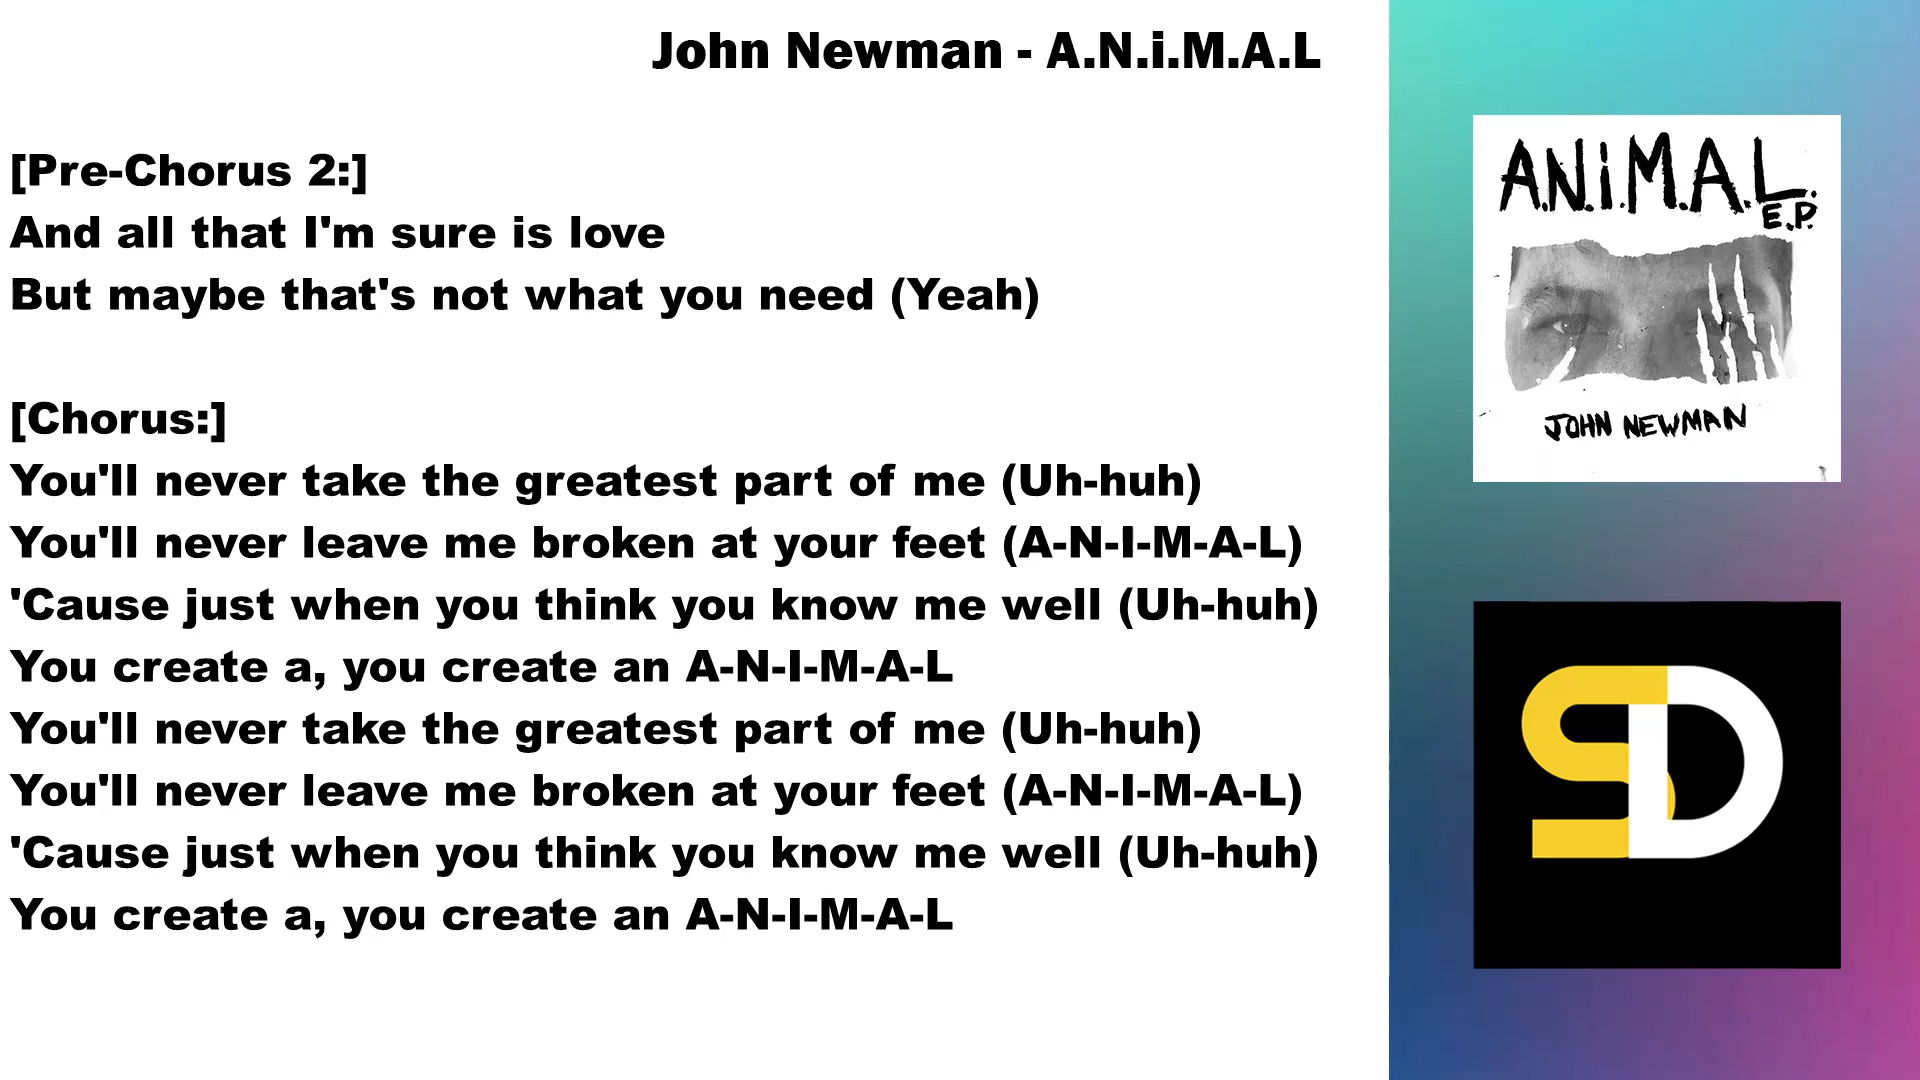 John Newman - A.N.i.M.A.L
[Pre-Chorus 2:]
And all that I'm sure is love
But maybe that's not what you need (Yeah)
[Chorus:]
You'll never take the greatest part of me (Uh-huh)
You'll never leave me broken at your feet (A-N-I-M-A-L)
'Cause just when you think you know me well (Uh-huh)
You create a, you create an A-N-I-M-A-L
You'll never take the greatest part of me (Uh-huh)
You'll never leave me broken at your feet (A-N-I-M-A-L)
'Cause just when you think you know me well (Uh-huh)
You create a, you create an A-N-I-M-A-L
A.N.i.M.A.L.
E.P.
JOHN NEWMAN
SD